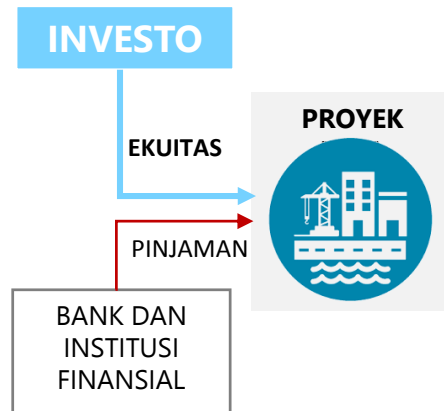 INVESTO
PROYEK
EKUITAS
PINJAMAN
BANK DAN
INSTITUSI
FINANSIAL